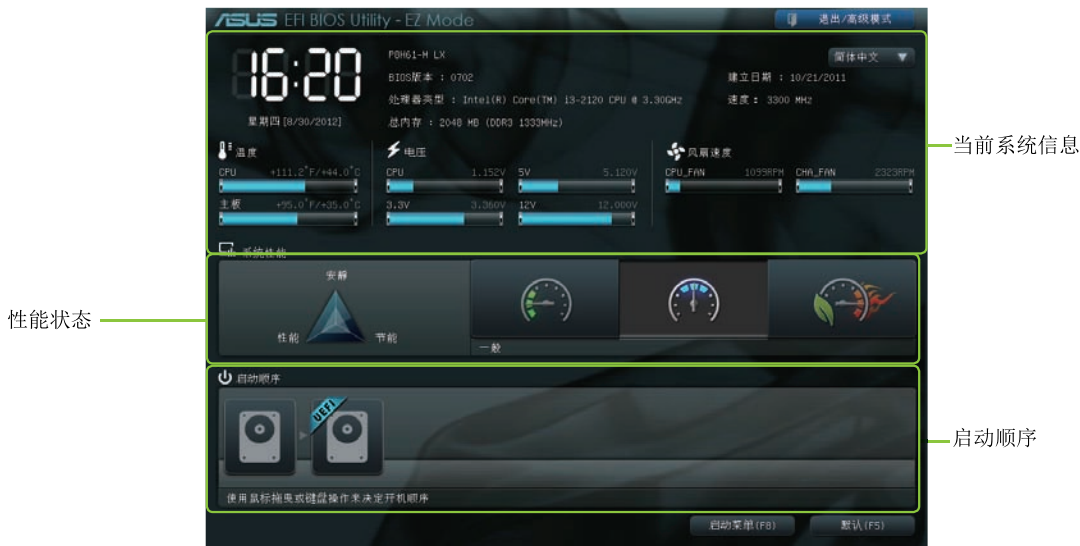 ASUS EFI BIOS Utility - EZ Mode
退出/高级模式
16:20
星期四 [8/30/2012]
P8H61-M LX
BIOS版本 : 0702
处理器类型 : Intel(R) Core(TM) i3-2120 CPU @ 3.30GHz
总内存 : 2048 MB (DDR3 1333MHz)
简体中文
建立日期 : 10/21/2011
速度 : 3300 MHz
当前系统信息
温度
CPU +111.2°F/+44.0°C
主板 +95.0°F/+35.0°C
电压
CPU 1.152V 5V 5.120V
3.3V 3.360V 12V 12.000V
风扇速度
CPU_FAN 1099RPM CHA_FAN 2323RPM
系统性能
性能状态
安静
性能 节能
一般
启动顺序
UEFI
启动顺序
使用鼠标拖曳或键盘操作来决定开机顺序
启动菜单(F8)
默认(F5)